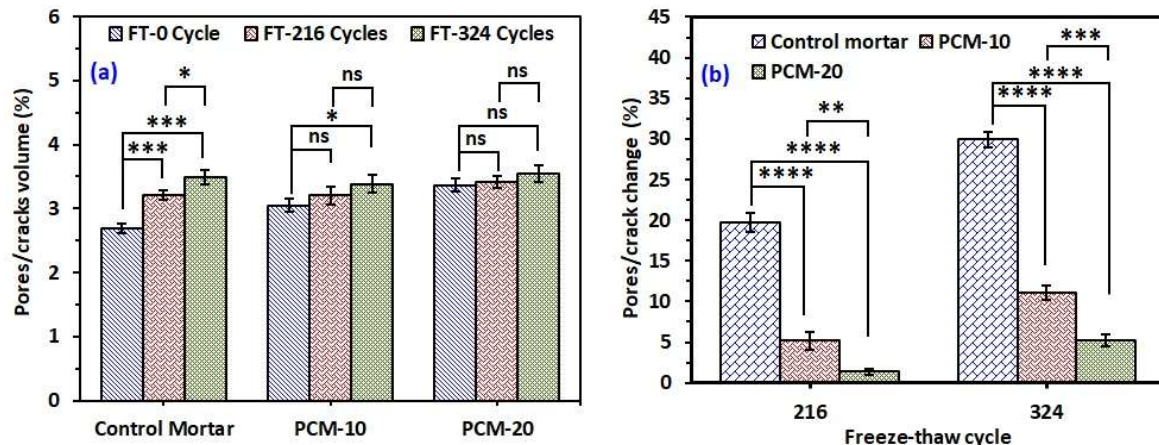 6
5
4
3
2
1
0
Pores/cracks volume (%)
(a)
FT-0 Cycle FT-216 Cycles FT-324 Cycles
*
***
***
ns
*
ns
ns
ns
ns
Control Mortar PCM-10 PCM-20
45
40
35
30
25
20
15
10
5
0
Pores/crack change (%)
(b)
Control mortar PCM-10
PCM-20
**
****
****
***
****
****
216 324
Freeze-thaw cycle